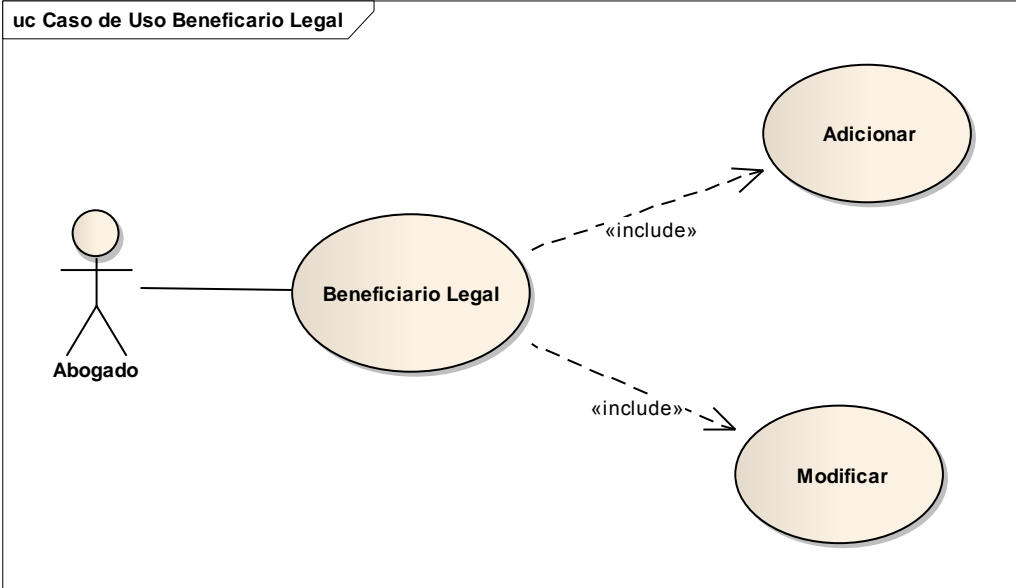 uc Caso de Uso Beneficario Legal
Adicionar
«include»
Beneficiario Legal
Abogado
«include»
Modificar